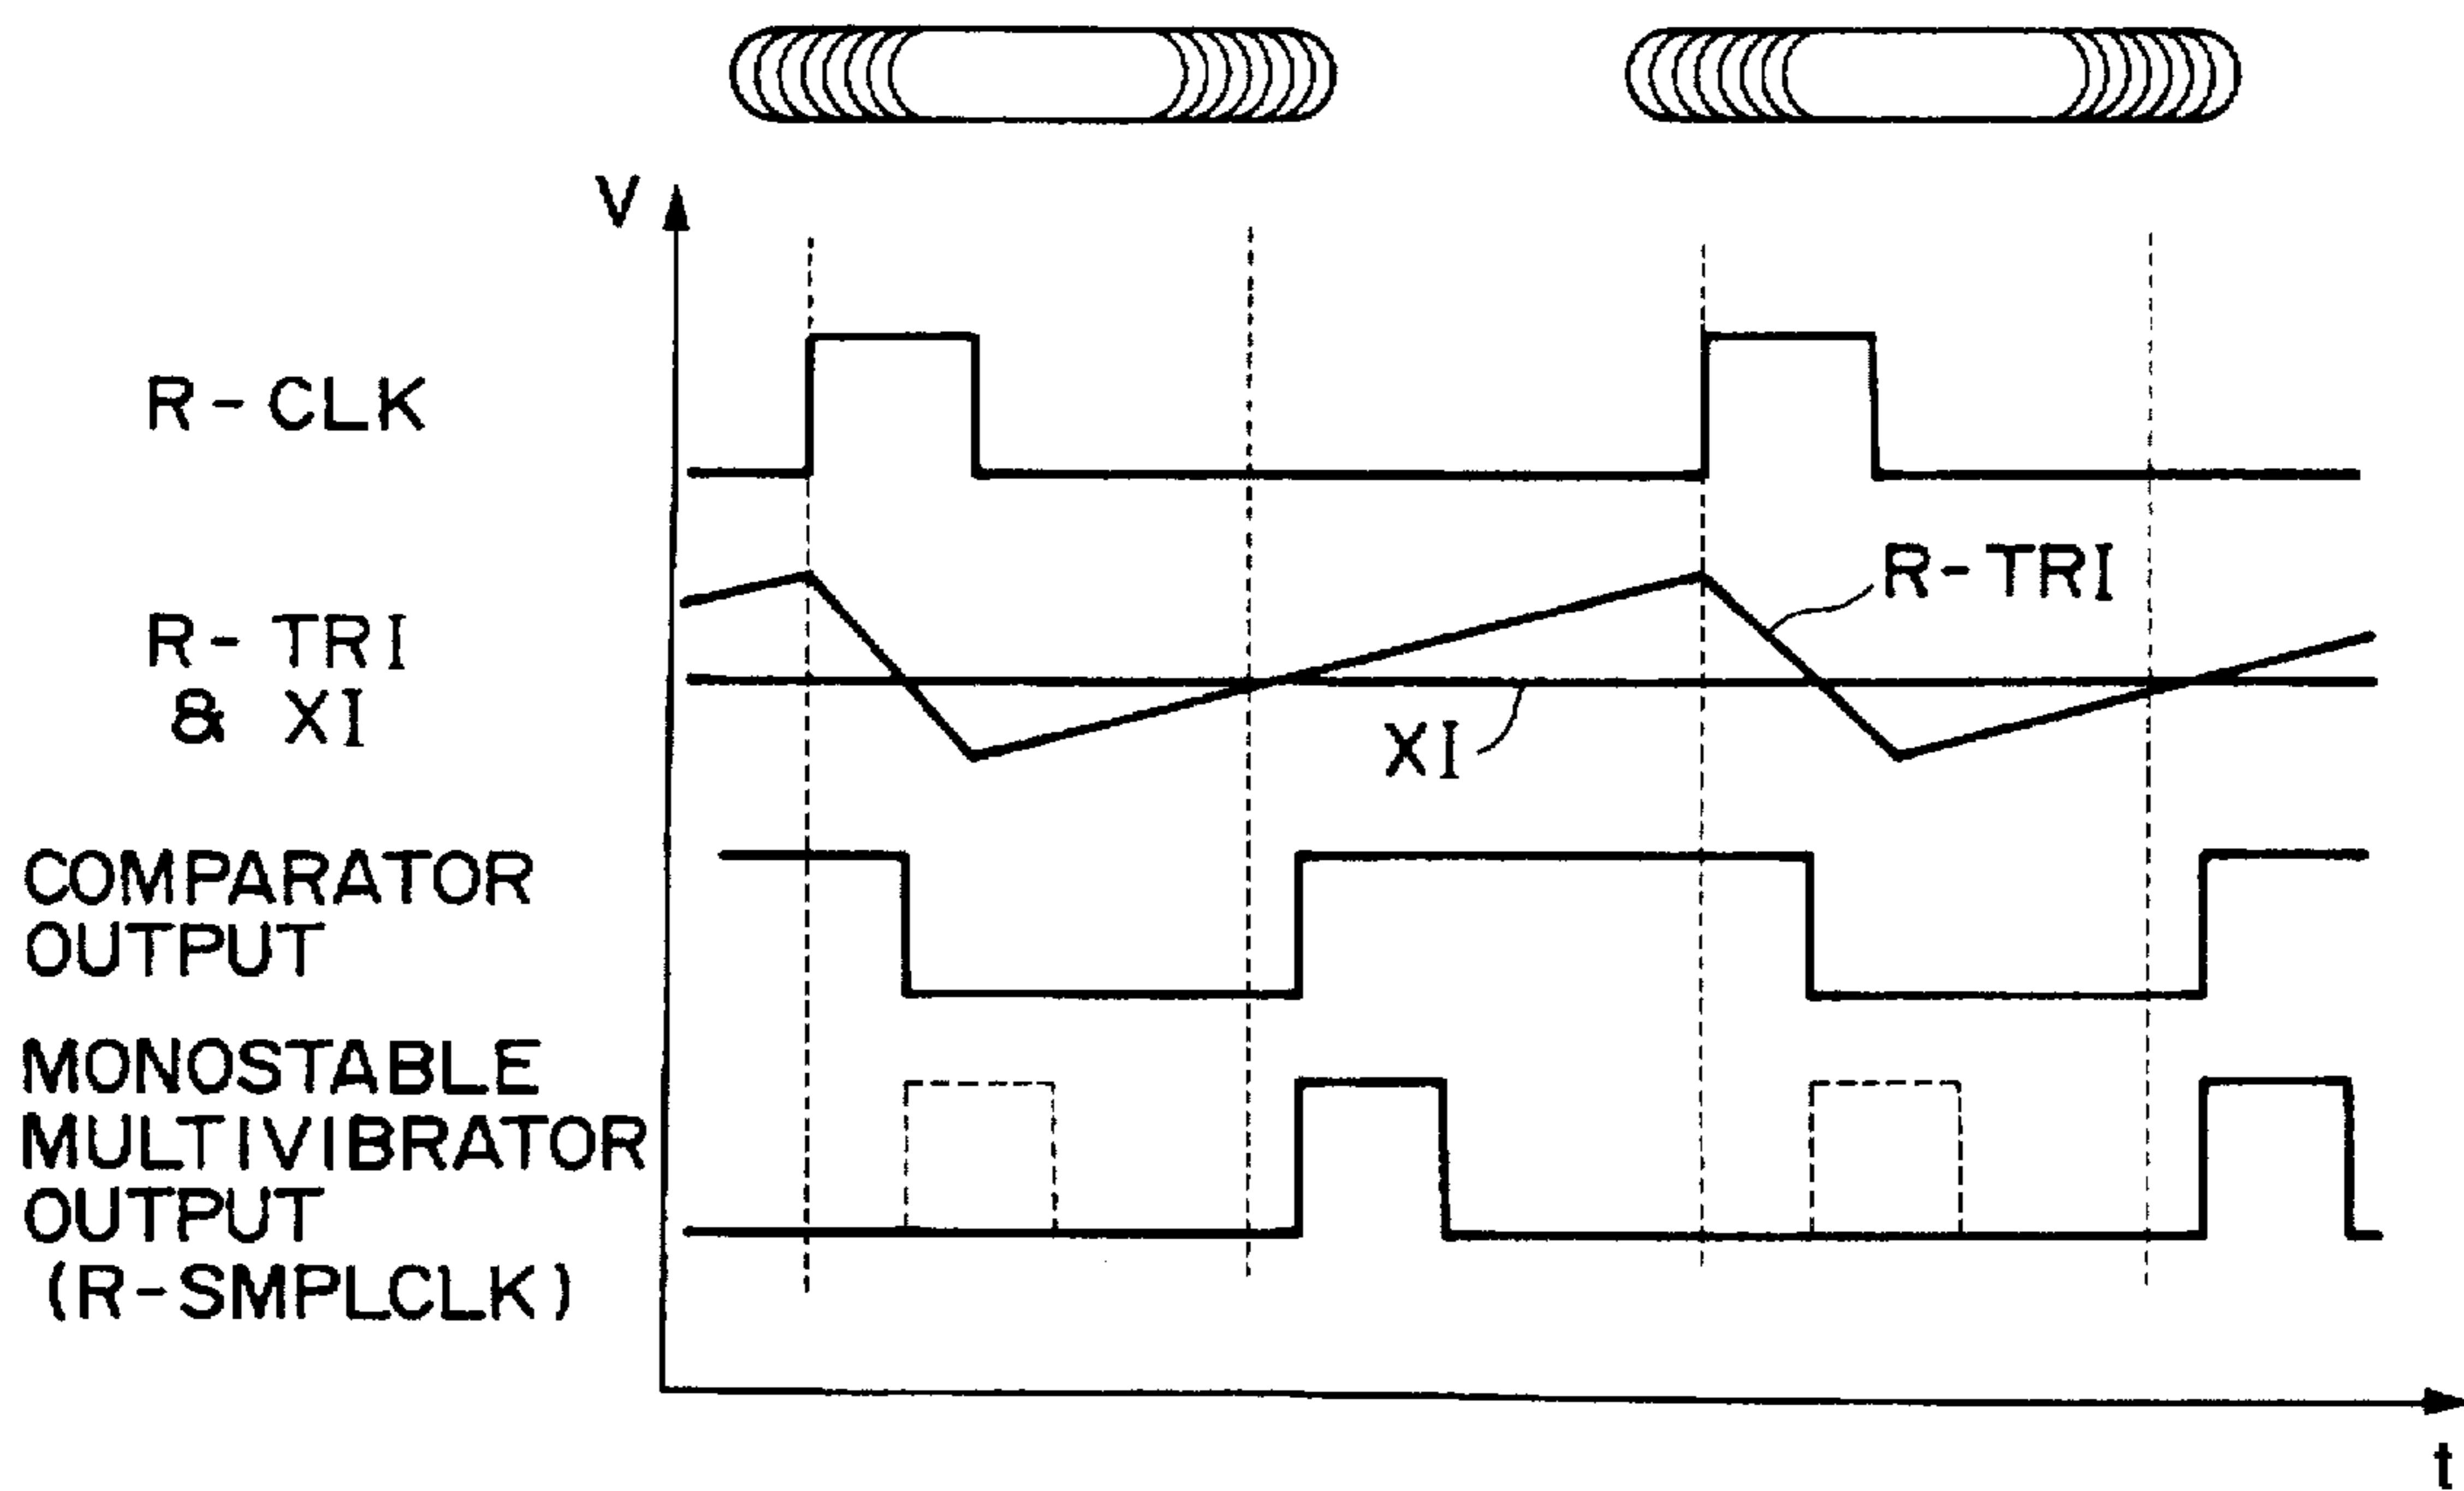 V
R-CLK
R-TRI
R-TRI
& XI
XI
COMPARATOR
OUTPUT
MONOSTABLE
MULTIVIBRATOR
OUTPUT
(R-SMPLCLK)
t